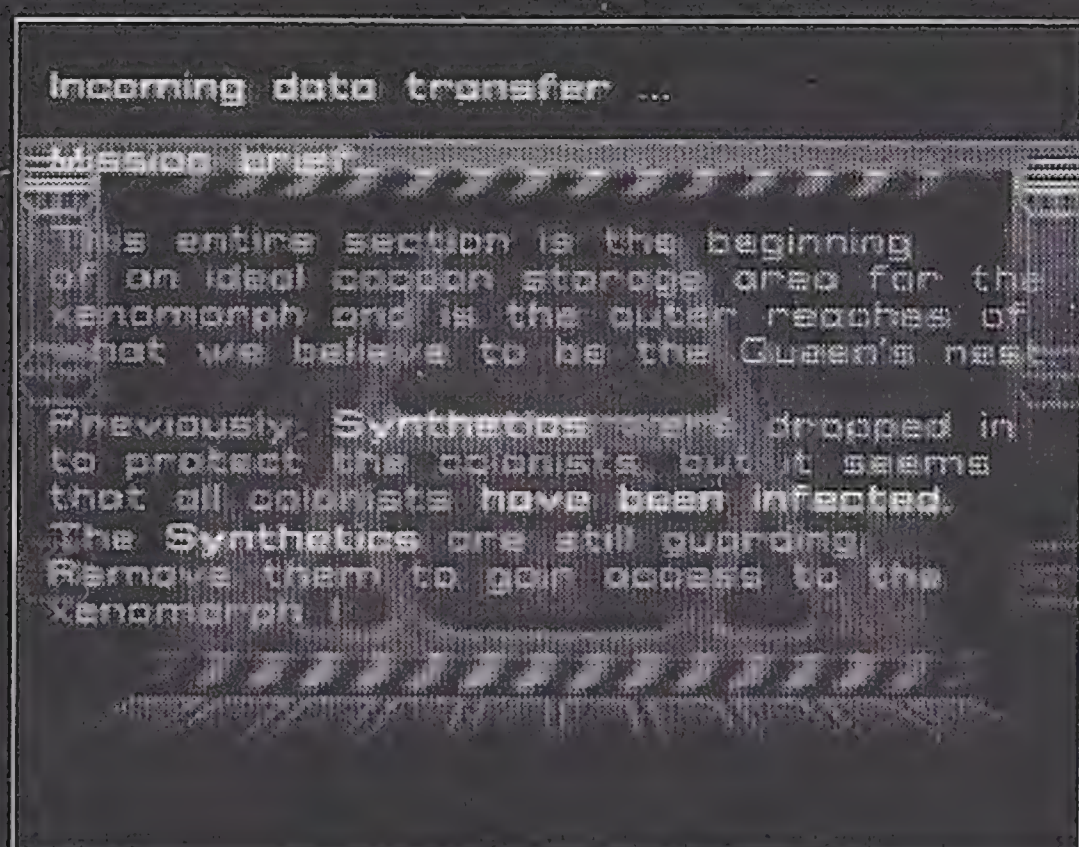 Incoming data transfer ...
Mission brief
This entire section is the beginning
of an ideal cocoon storage area for the
xenomorph and is the outer reaches of
what we believe to be the Queen's nest
Previously, Synthetics were dropped in
to protect the colonists but it seems
that all colonists have been infected.
The Synthetics are still guarding.
Remove them to gain access to the
xenomorph !